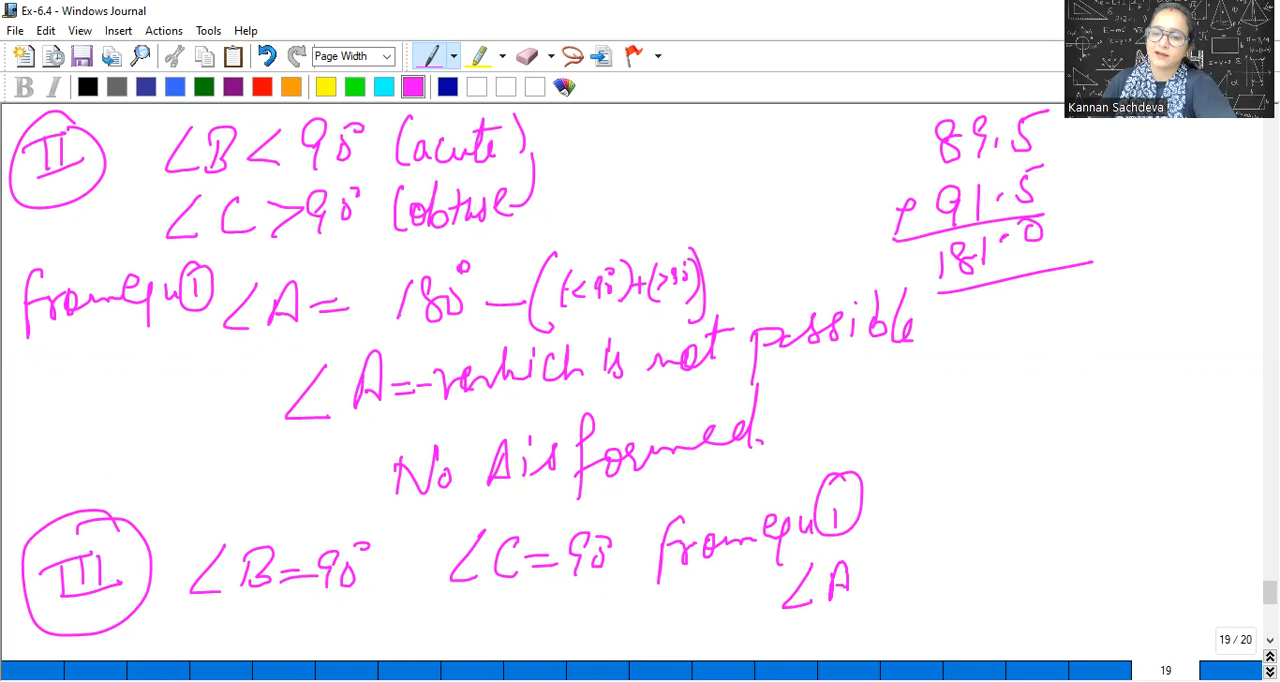 Ex-6.4 - Windows Journal
File Edit View Insert Actions Tools Help
Page Width
B I
Kannan Sachdeva
II ∠B < 90° (acute)
∠C > 90° (obtuse)
89.5
+ 91.5
181.0
from equ ① ∠A = 180° - ((< 90°) + (> 90°))
∠A = -ve which is not possible
No Δ is formed.
III ∠B = 90° ∠C = 90° from equ ①
∠A
19 / 20
19